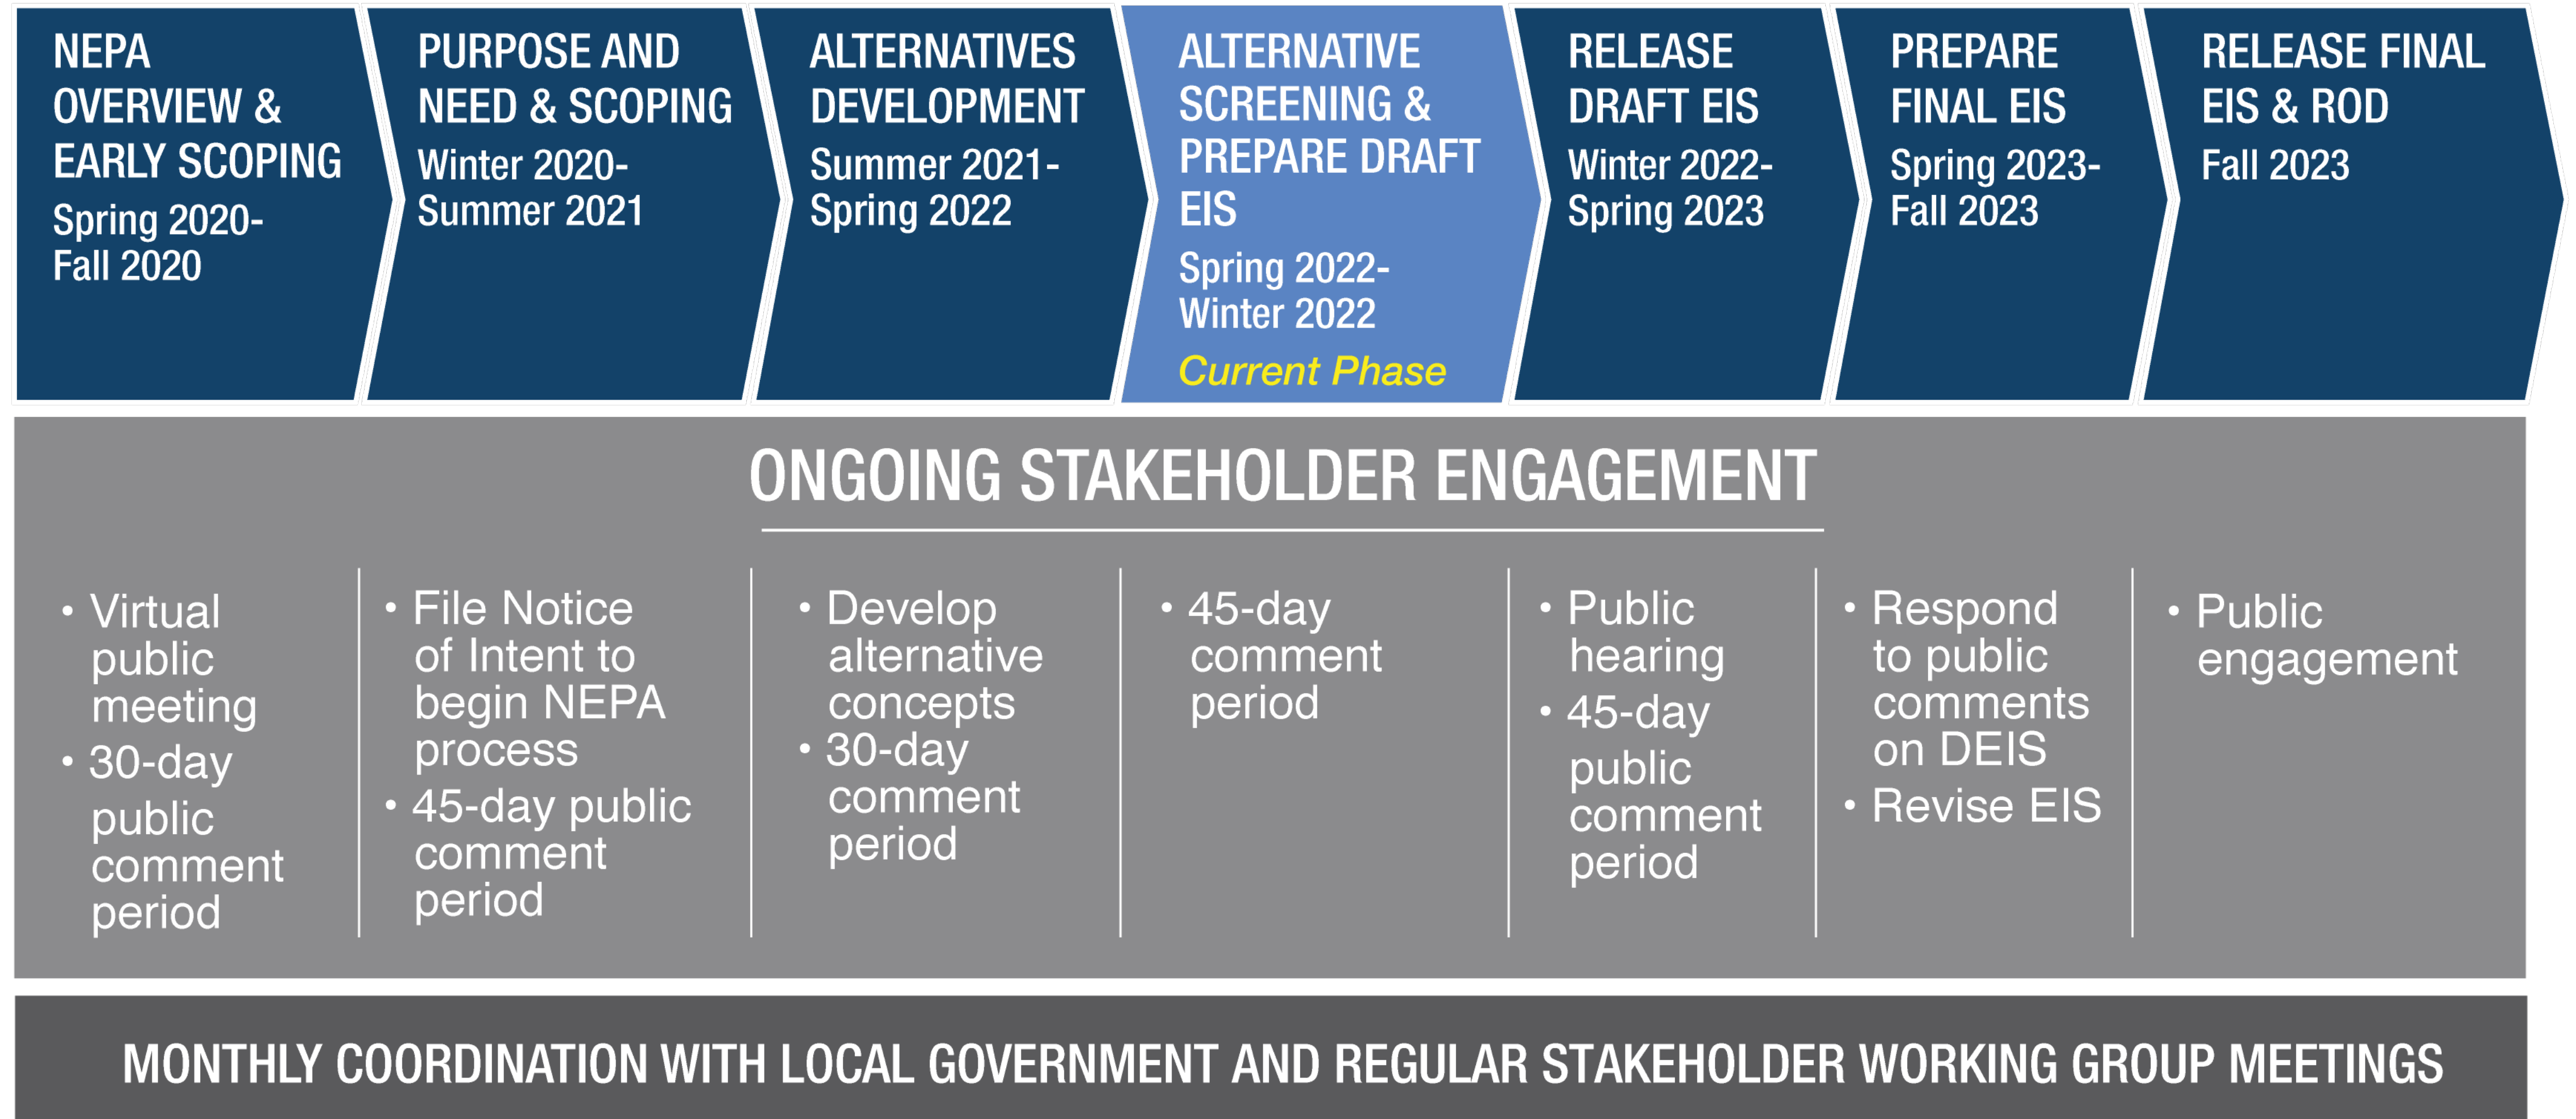 NEPA
OVERVIEW &
EARLY SCOPING
Spring 2020-
Fall 2020
PURPOSE AND
NEED & SCOPING
Winter 2020-
Summer 2021
ALTERNATIVES
DEVELOPMENT
Summer 2021-
Spring 2022
ALTERNATIVE
SCREENING &
PREPARE DRAFT
EIS
Spring 2022-
Winter 2022
Current Phase
RELEASE
DRAFT EIS
Winter 2022-
Spring 2023
PREPARE
FINAL EIS
Spring 2023-
Fall 2023
RELEASE FINAL
EIS & ROD
Fall 2023
ONGOING STAKEHOLDER ENGAGEMENT
• Virtual
public
meeting
• 30-day
public
comment
period
• File Notice
of Intent to
begin NEPA
process
• 45-day public
comment
period
• Develop
alternative
concepts
• 30-day
comment
period
• 45-day
comment
period
• Public
hearing
• 45-day
public
comment
period
• Respond
to public
comments
on DEIS
• Revise EIS
• Public
engagement
MONTHLY COORDINATION WITH LOCAL GOVERNMENT AND REGULAR STAKEHOLDER WORKING GROUP MEETINGS